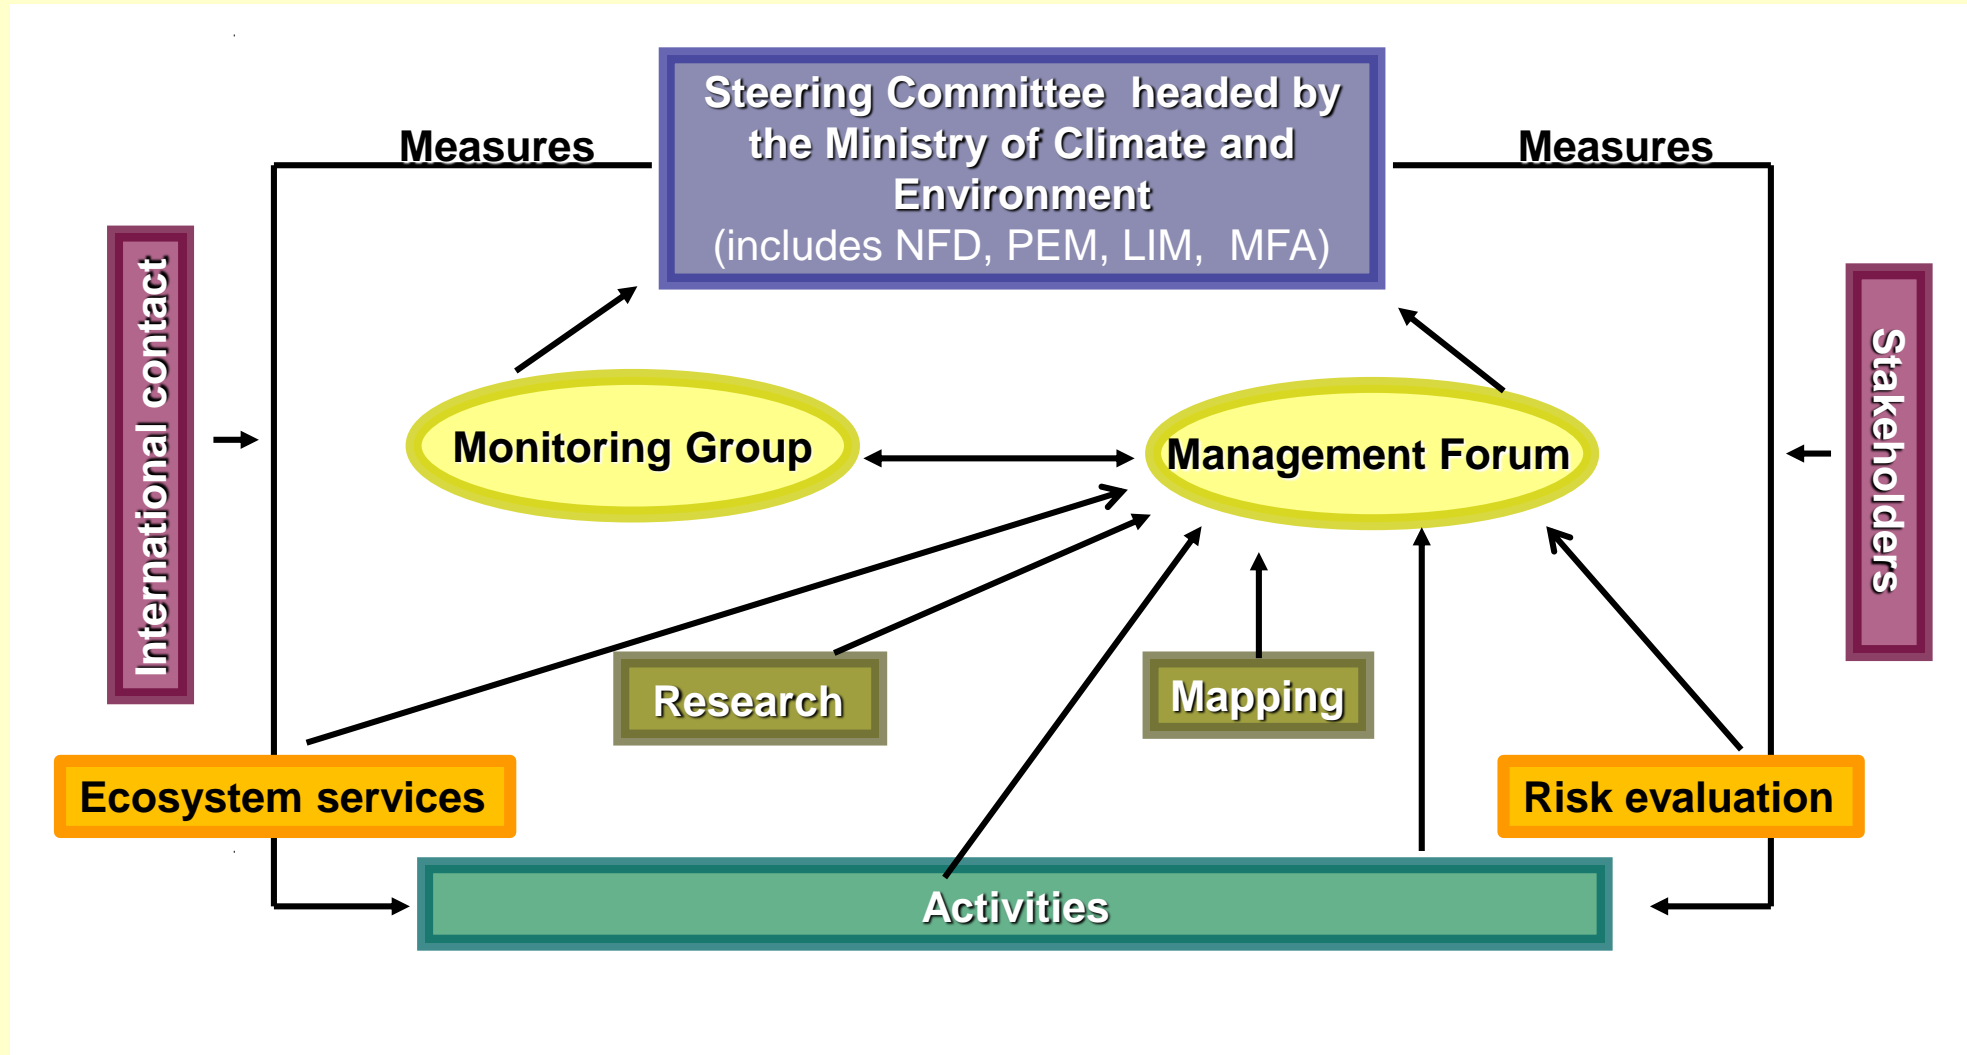 Steering Committee  headed by
the Ministry of Climate and
Environment
(includes NFD, PEM, LIM,  MFA)
Measures
Measures
International contact
Stakeholders
Monitoring Group
Management Forum
Research
Mapping
Ecosystem services
Risk evaluation
Activities